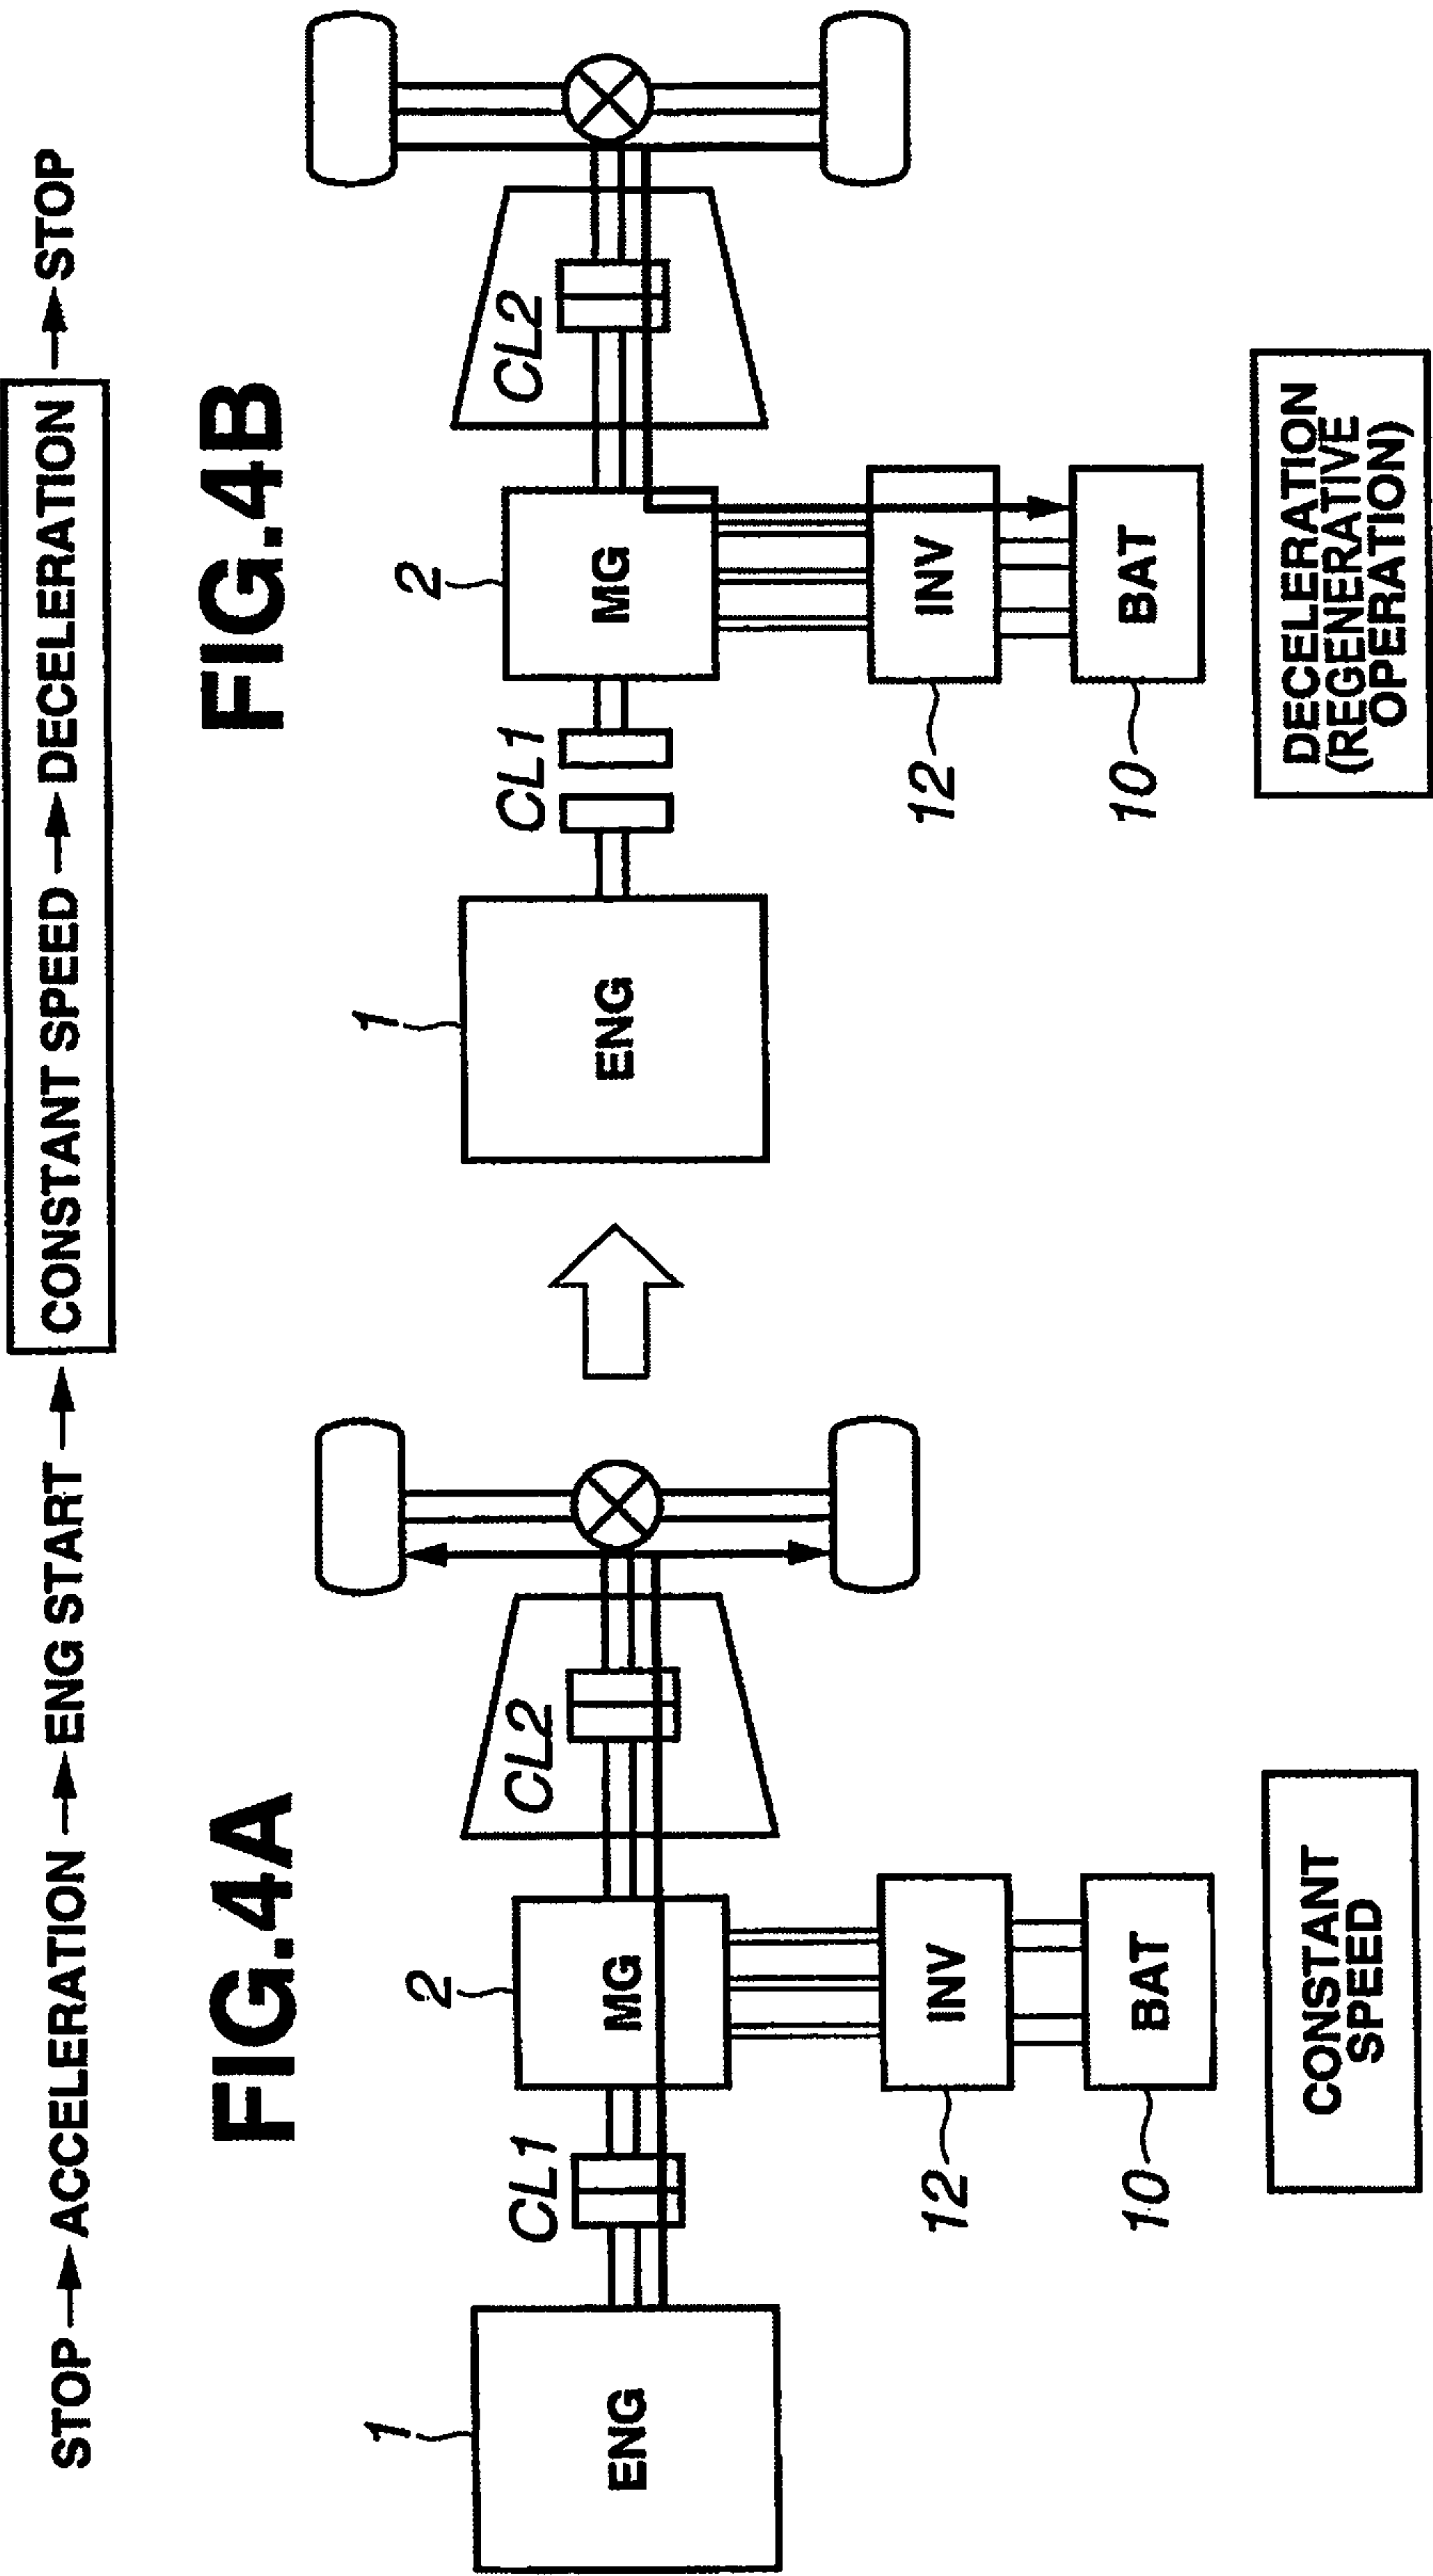 STOP → ACCELERATION → ENG START → CONSTANT SPEED → DECELERATION → STOP
FIG.4A
1
ENG
CL1
2
MG
CL2
12
INV
10
BAT
CONSTANT
SPEED
FIG.4B
1
ENG
CL1
2
MG
CL2
12
INV
10
BAT
DECELERATION
(REGENERATIVE
OPERATION)